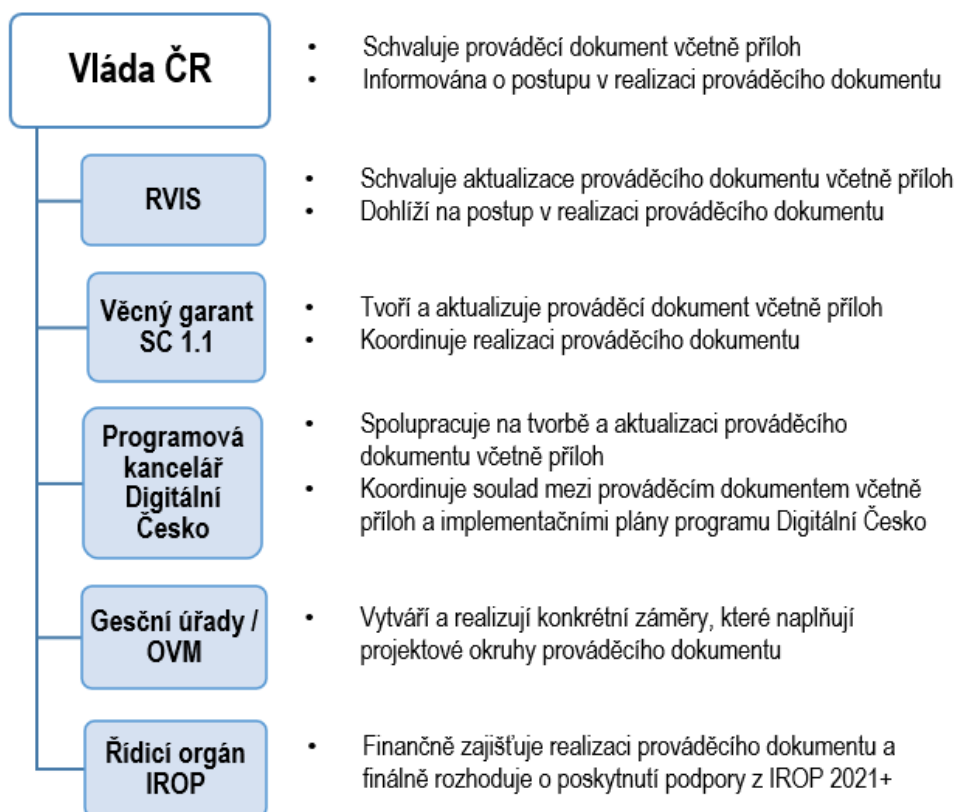 Vláda ČR
• Schvaluje prováděcí dokument včetně příloh
• Informována o postupu v realizaci prováděcího dokumentu
RVIS
• Schvaluje aktualizace prováděcího dokumentu včetně příloh
• Dohlíží na postup v realizaci prováděcího dokumentu
Věcný garant
SC 1.1
• Tvoří a aktualizuje prováděcí dokument včetně příloh
• Koordinuje realizaci prováděcího dokumentu
Programová
kancelář
Digitální
Česko
• Spolupracuje na tvorbě a aktualizaci prováděcího
dokumentu včetně příloh
• Koordinuje soulad mezi prováděcím dokumentem včetně
příloh a implementačními plány programu Digitální Česko
Gesční úřady /
OVM
• Vytváří a realizují konkrétní záměry, které naplňují
projektové okruhy prováděcího dokumentu
Řídicí orgán
IROP
• Finančně zajišťuje realizaci prováděcího dokumentu a
finálně rozhoduje o poskytnutí podpory z IROP 2021+